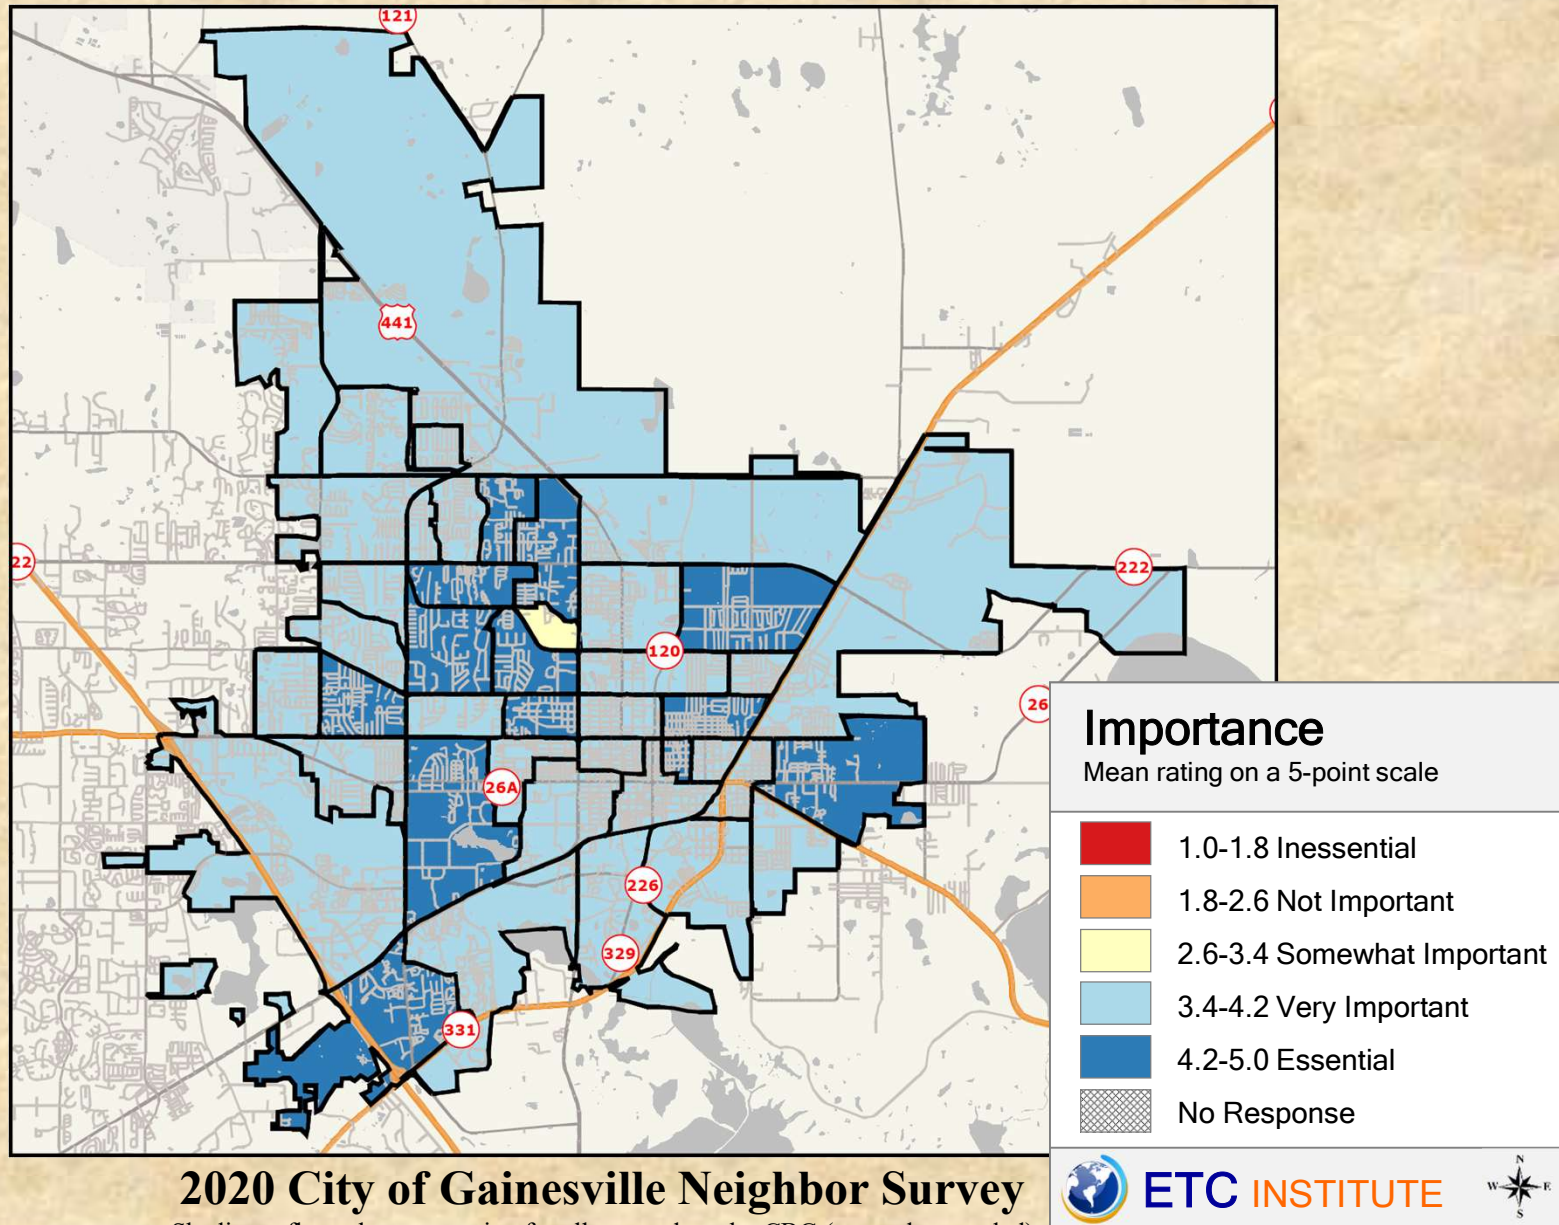 121
441
22
222
120
26
26A
226
329
331
Importance
Mean rating on a 5-point scale
1.0-1.8 Inessential
1.8-2.6 Not Important
2.6-3.4 Somewhat Important
3.4-4.2 Very Important
4.2-5.0 Essential
No Response
2020 City of Gainesville Neighbor Survey
ETC INSTITUTE
N
W E
S